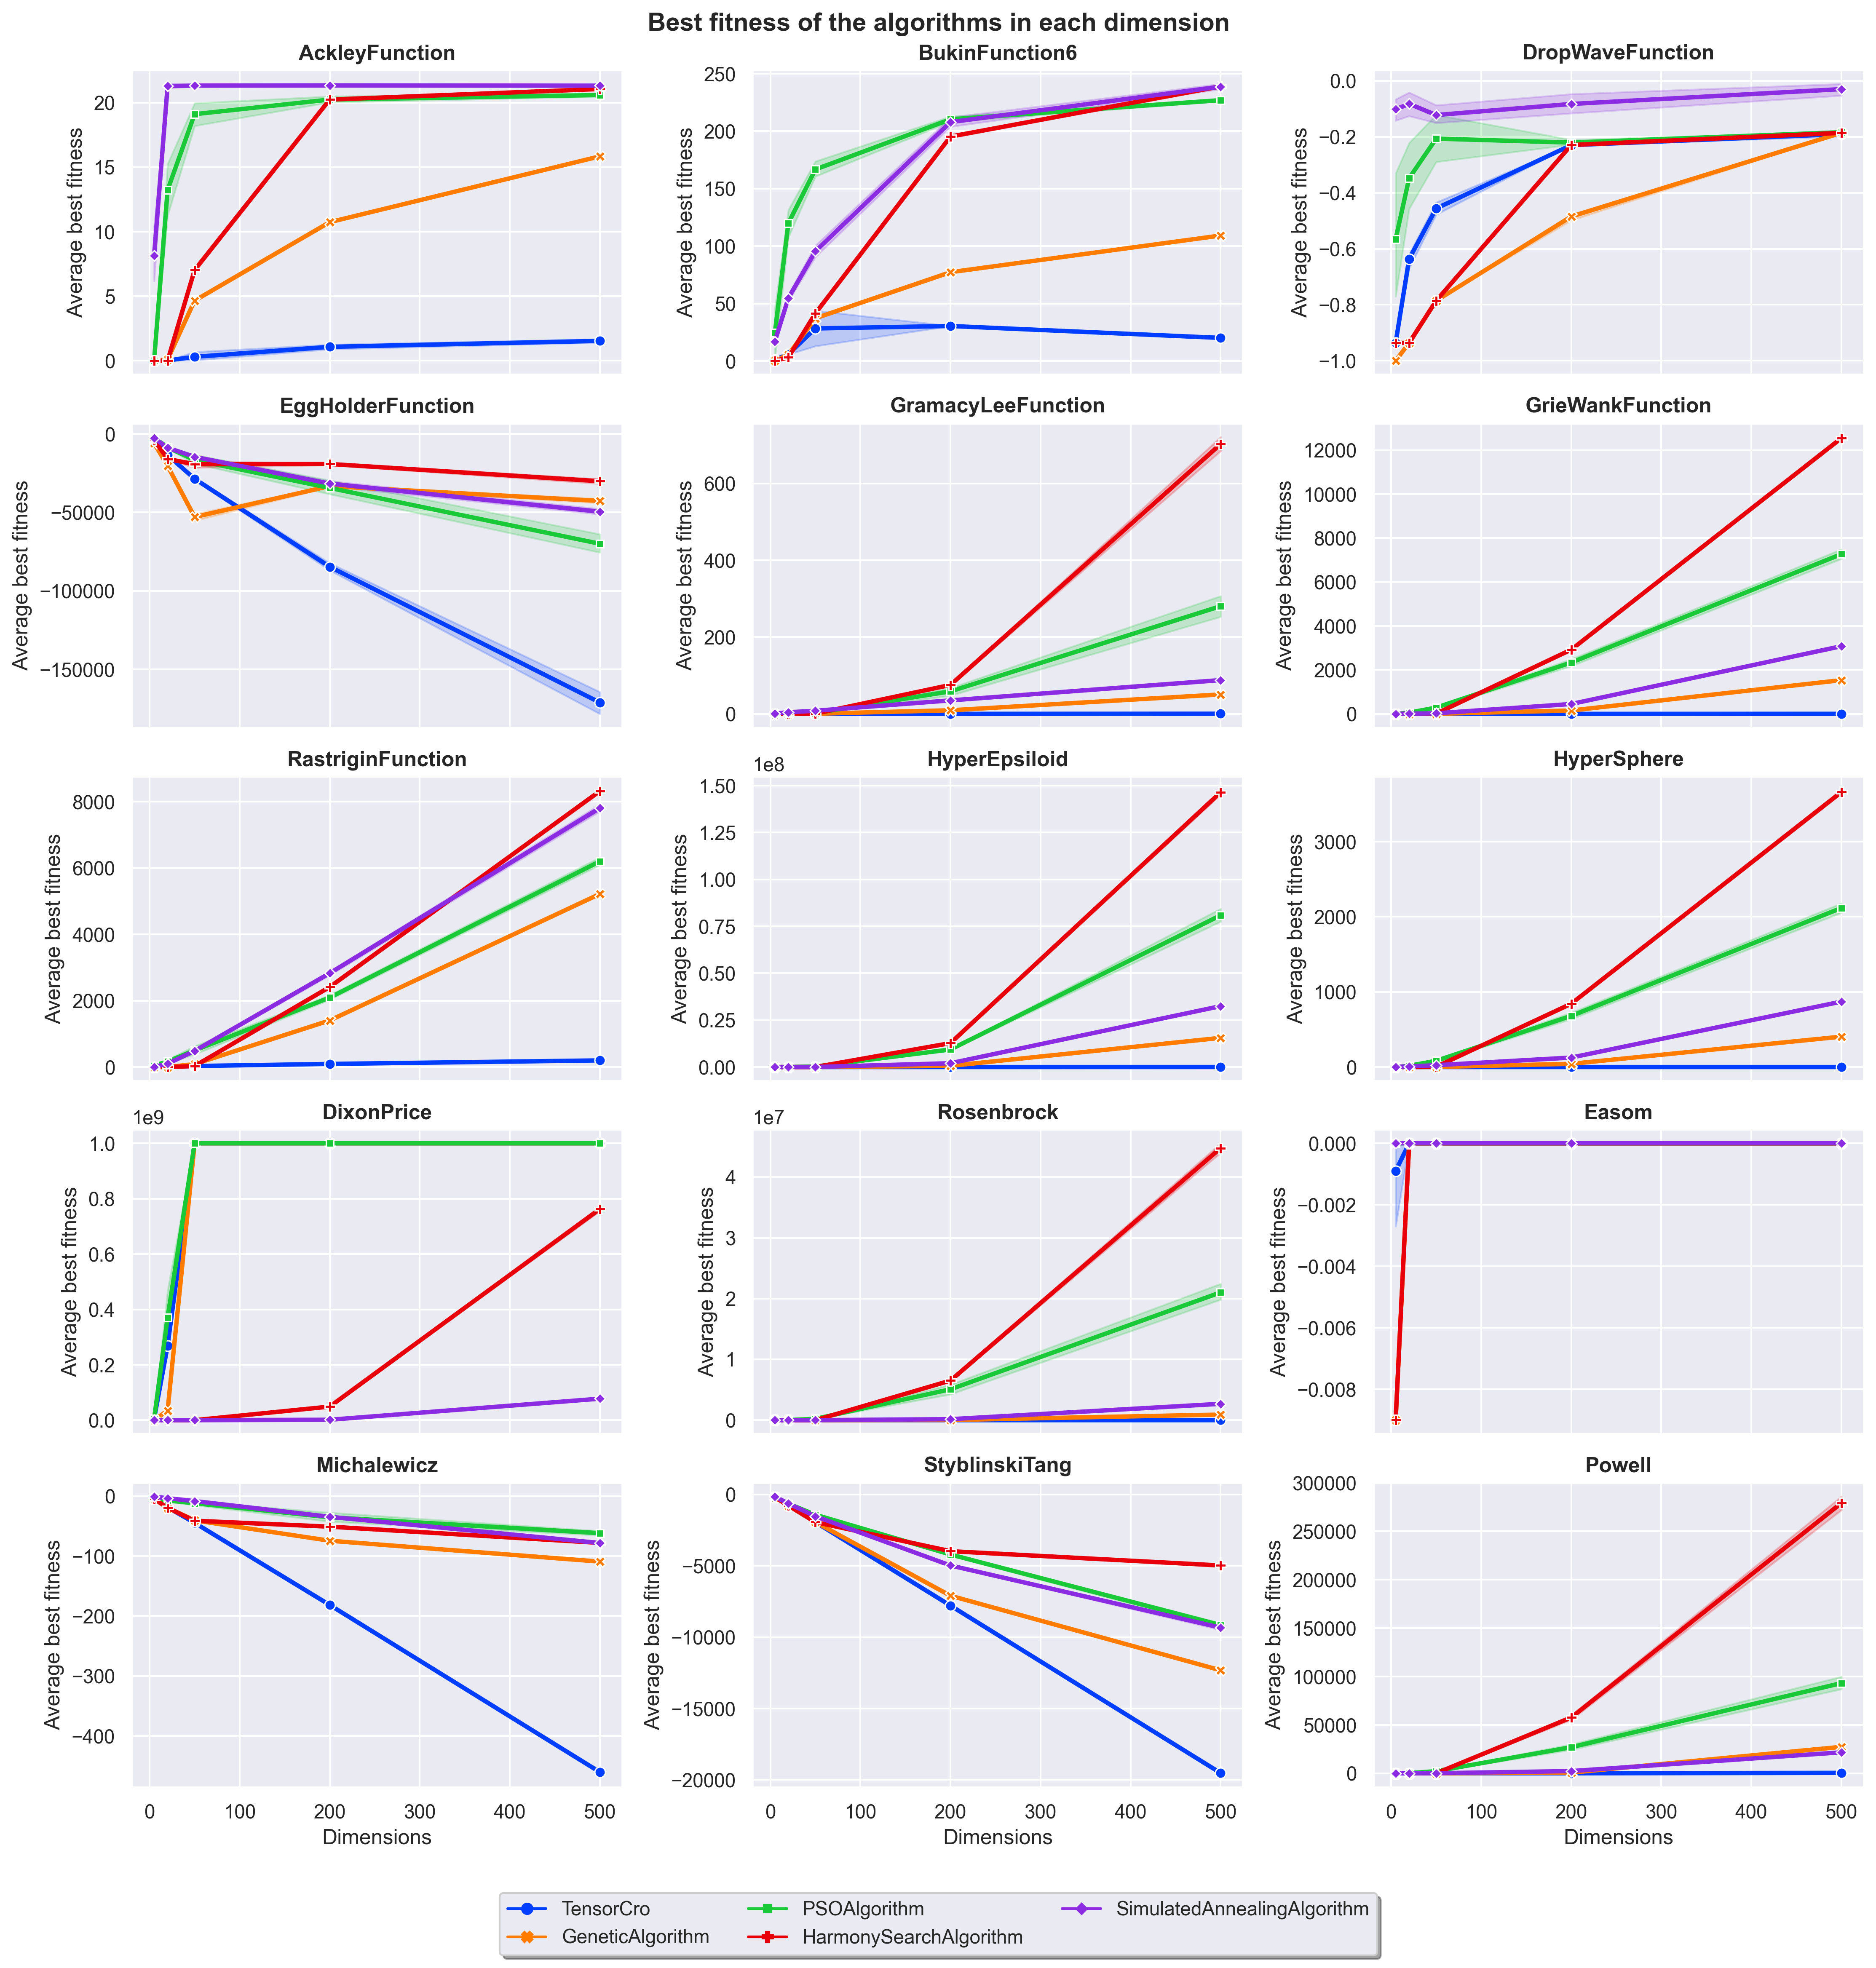 Best fitness of the algorithms in each dimension
AckleyFunction
Average best fitness
20
15
10
5
0
BukinFunction6
Average best fitness
250
200
150
100
50
0
DropWaveFunction
Average best fitness
0.0
−0.2
−0.4
−0.6
−0.8
−1.0
EggHolderFunction
Average best fitness
0
−50000
−100000
−150000
GramacyLeeFunction
Average best fitness
600
400
200
0
GrieWankFunction
Average best fitness
12000
10000
8000
6000
4000
2000
0
RastriginFunction
Average best fitness
8000
6000
4000
2000
0
HyperEpsiloid
1e8
Average best fitness
1.50
1.25
1.00
0.75
0.50
0.25
0.00
HyperSphere
Average best fitness
3000
2000
1000
0
DixonPrice
1e9
Average best fitness
1.0
0.8
0.6
0.4
0.2
0.0
Rosenbrock
1e7
Average best fitness
4
3
2
1
0
Easom
Average best fitness
0.000
−0.002
−0.004
−0.006
−0.008
Michalewicz
Average best fitness
0
−100
−200
−300
−400
0 100 200 300 400 500
Dimensions
StyblinskiTang
Average best fitness
0
−5000
−10000
−15000
−20000
0 100 200 300 400 500
Dimensions
Powell
Average best fitness
300000
250000
200000
150000
100000
50000
0
0 100 200 300 400 500
Dimensions
TensorCro
GeneticAlgorithm
PSOAlgorithm
HarmonySearchAlgorithm
SimulatedAnnealingAlgorithm